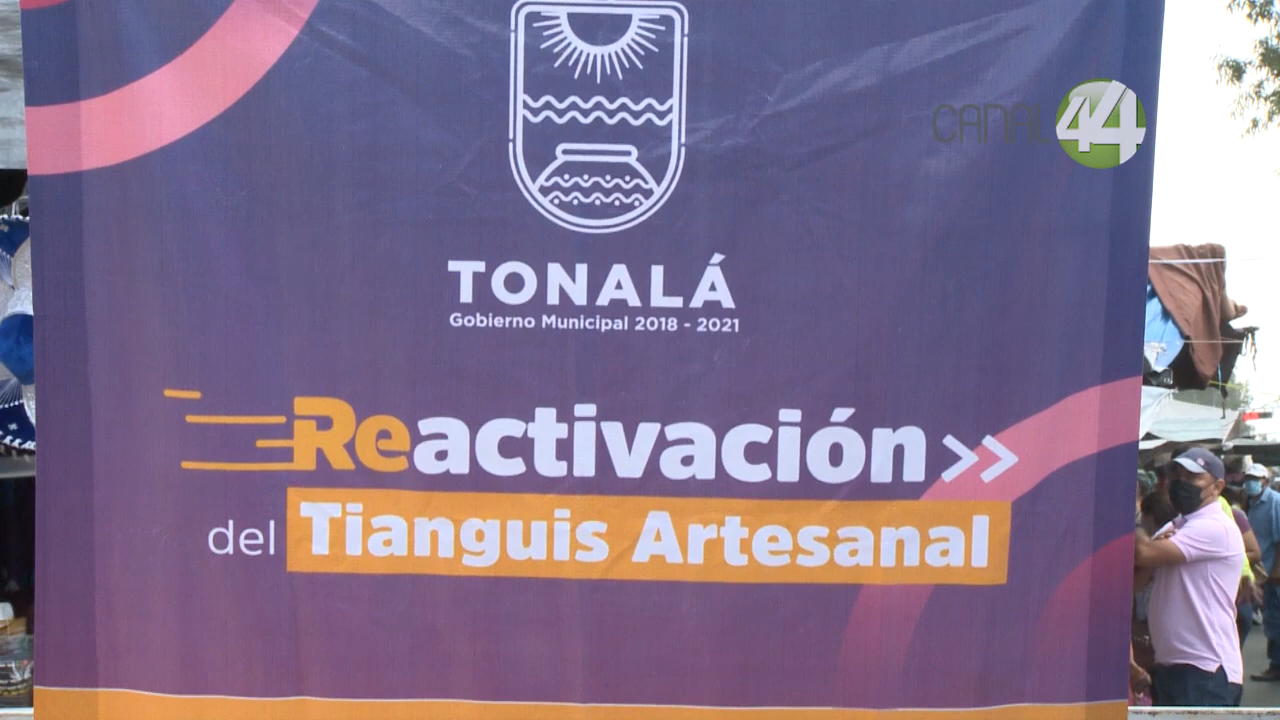 CANAL 44
TONALÁ
Gobierno Municipal 2018 - 2021
Reactivación >>
del Tianguis Artesanal